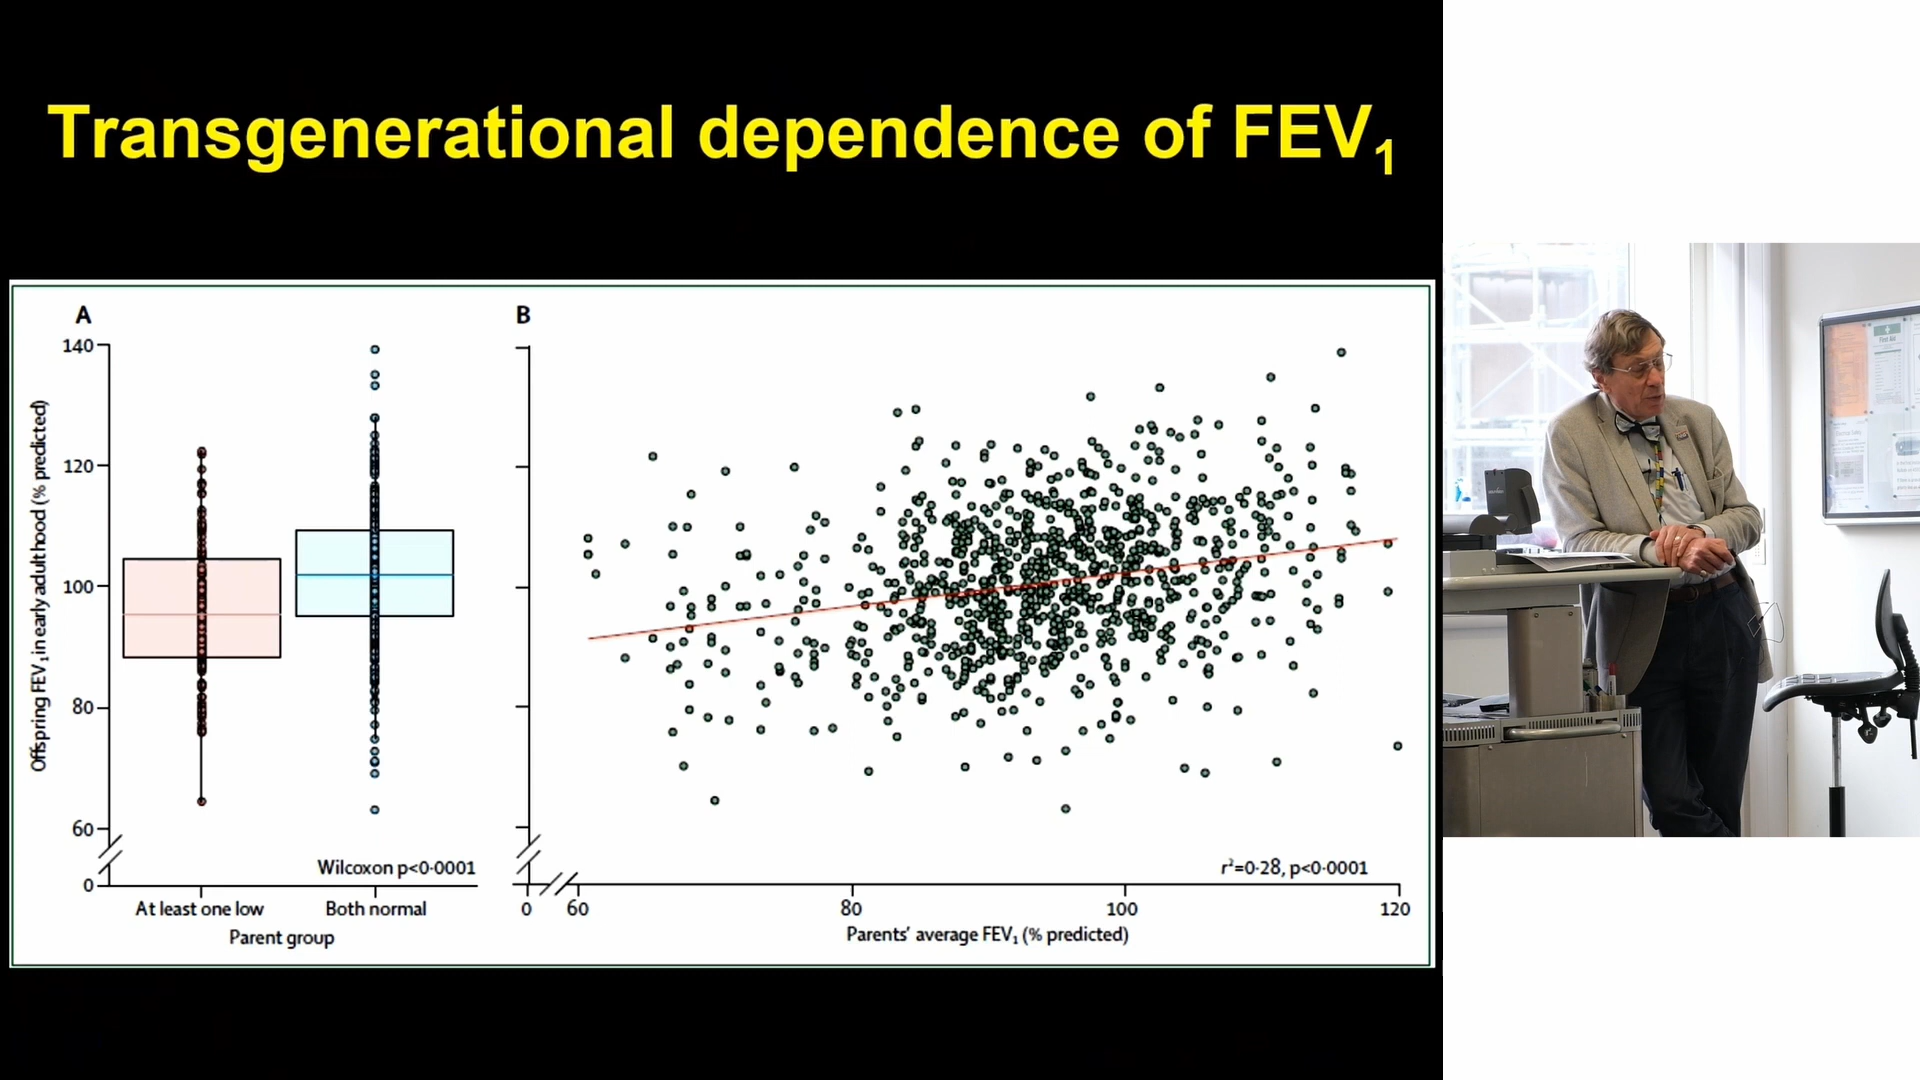 Transgenerational dependence of FEV₁
A
B
Offspring FEV₁ in early adulthood (% predicted)
140
120
100
80
60
0
Wilcoxon p<0·0001
At least one low
Both normal
Parent group
r²=0·28, p<0·0001
0
60
80
100
120
Parents' average FEV₁ (% predicted)
First Aid